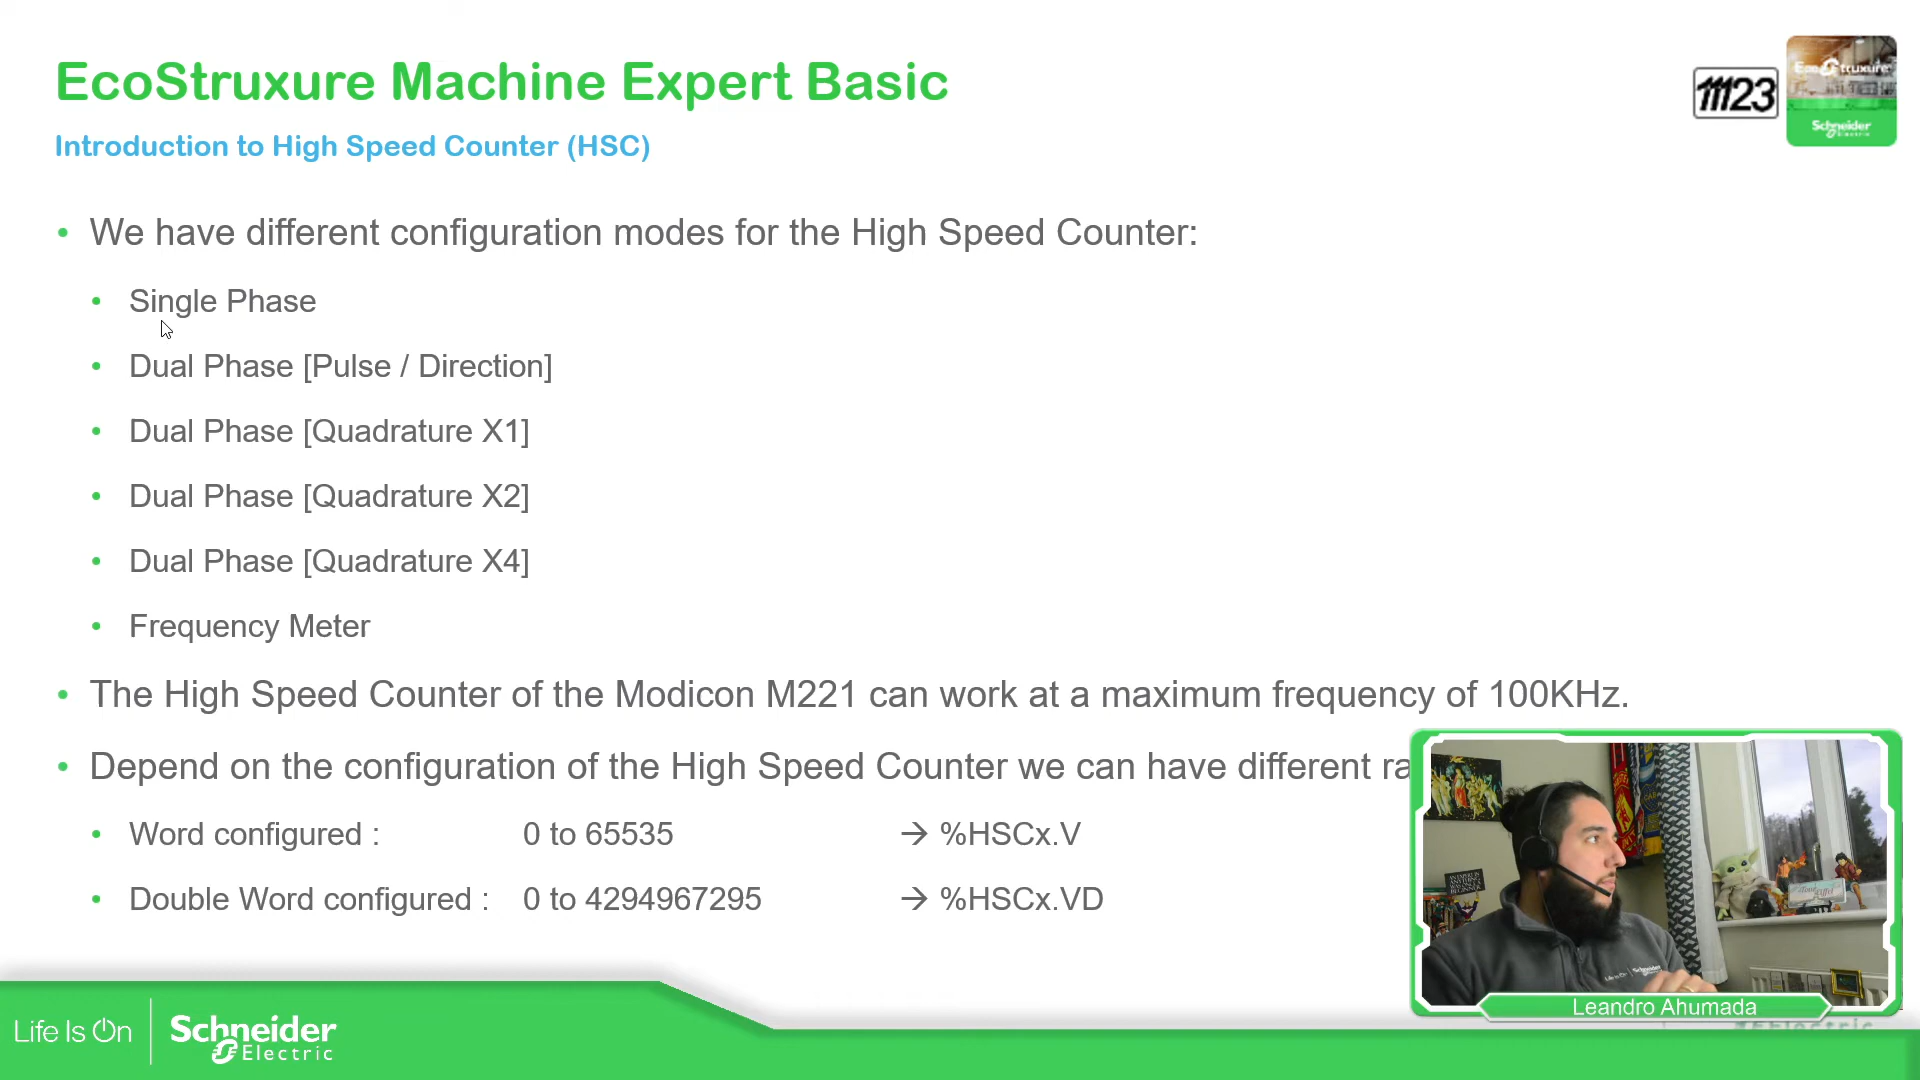 EcoStruxure Machine Expert Basic
Introduction to High Speed Counter (HSC)
11123
EcoStruxure
Schneider
Electric
• We have different configuration modes for the High Speed Counter:
• Single Phase
• Dual Phase [Pulse / Direction]
• Dual Phase [Quadrature X1]
• Dual Phase [Quadrature X2]
• Dual Phase [Quadrature X4]
• Frequency Meter
• The High Speed Counter of the Modicon M221 can work at a maximum frequency of 100KHz.
• Depend on the configuration of the High Speed Counter we can have different ra
• Word configured : 0 to 65535 → %HSCx.V
• Double Word configured : 0 to 4294967295 → %HSCx.VD
Leandro Ahumada
Life Is On
Schneider
Electric